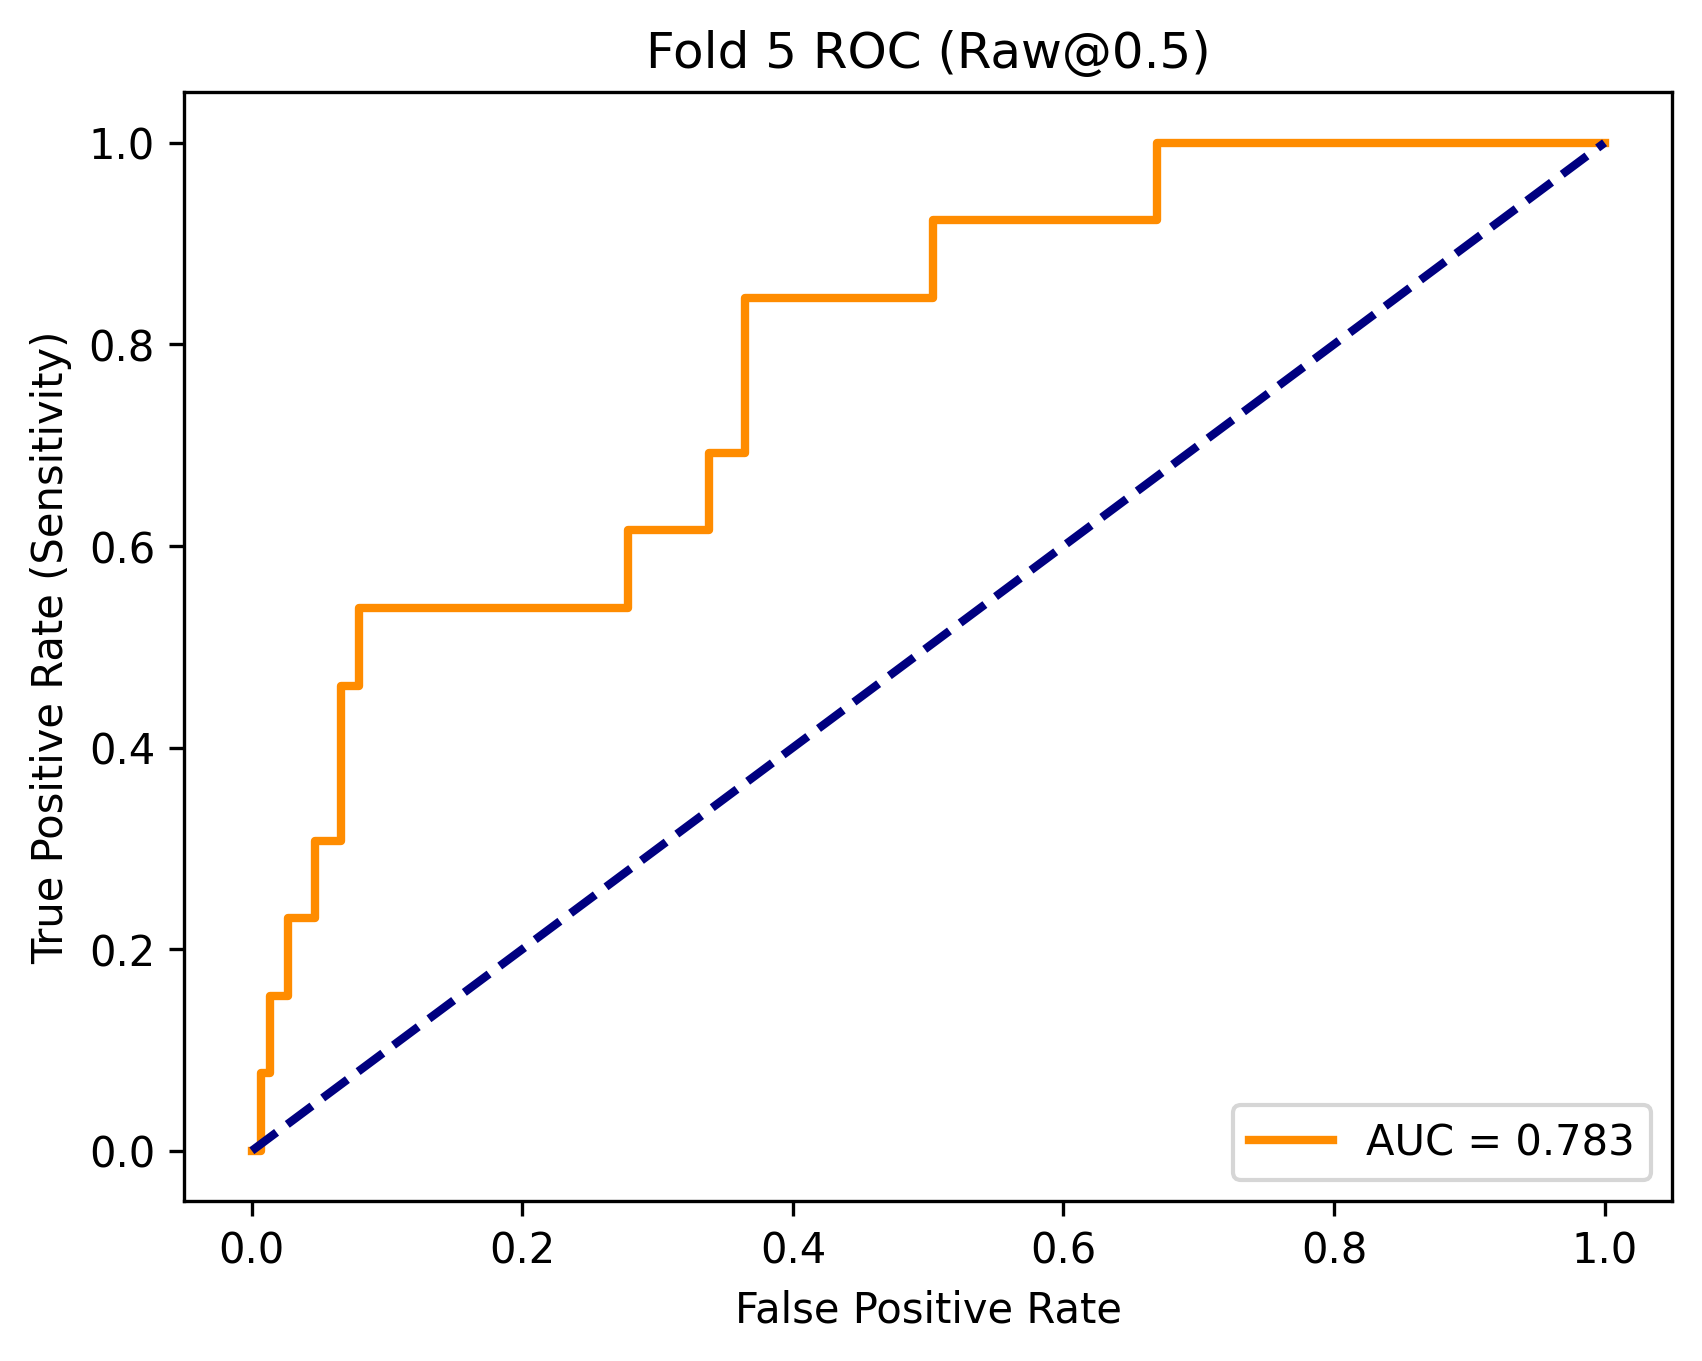 Fold 5 ROC (Raw@0.5)
True Positive Rate (Sensitivity)
1.0
0.8
0.6
0.4
0.2
0.0
AUC = 0.783
0.0 0.2 0.4 0.6 0.8 1.0
False Positive Rate